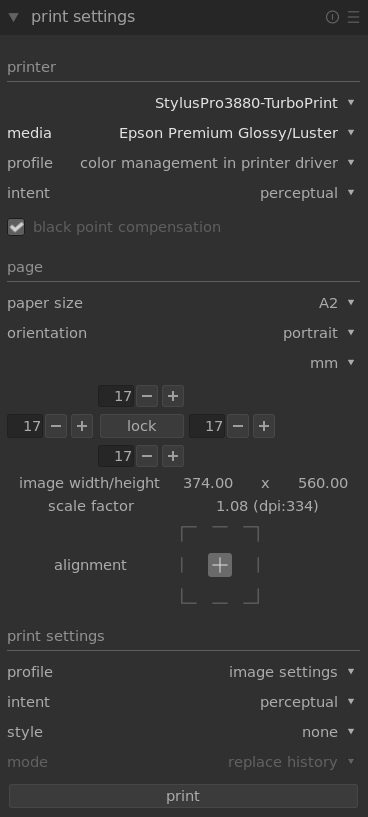 print settings
printer
StylusPro3880-TurboPrint
media Epson Premium Glossy/Luster
profile color management in printer driver
intent perceptual
black point compensation
page
paper size A2
orientation portrait
mm
17 − +
17 − + lock 17 − +
17 − +
image width/height 374.00 x 560.00
scale factor 1.08 (dpi:334)
alignment
print settings
profile image settings
intent perceptual
style none
mode replace history
print